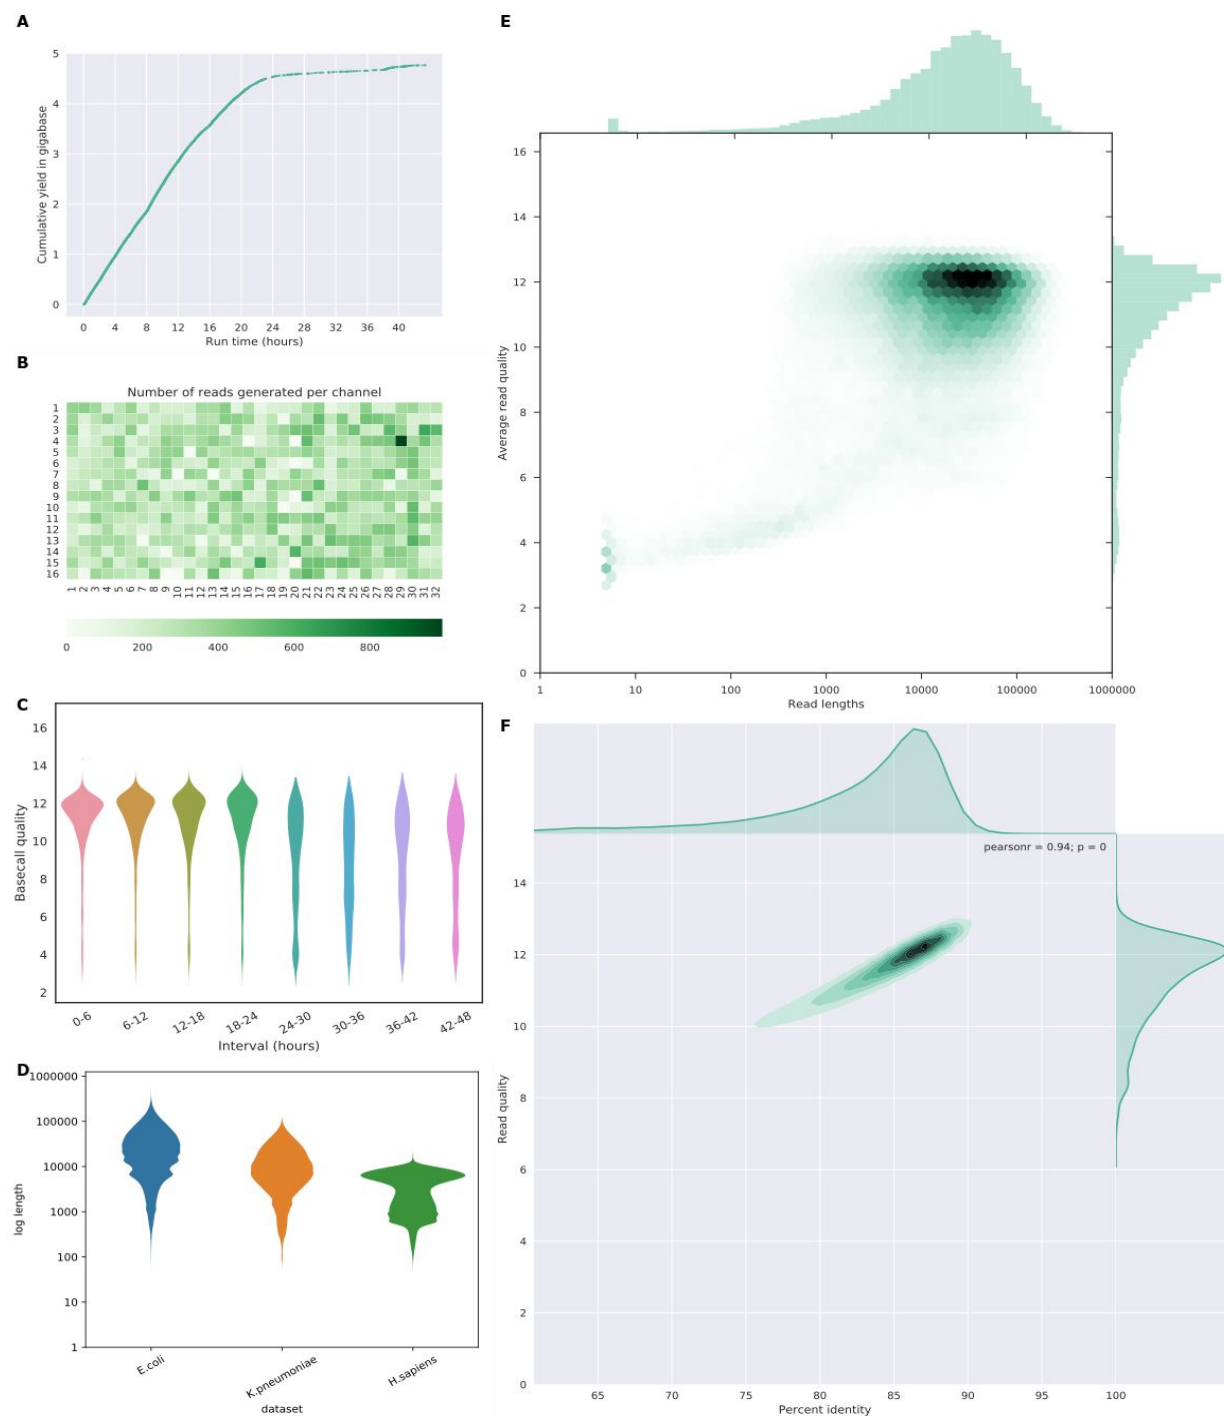 A
Cumulative yield in gigabase
5
4
3
2
1
0
0 4 8 12 16 20 24 28 32 36 40
Run time (hours)
B
Number of reads generated per channel
1
2
3
4
5
6
7
8
9
10
11
12
13
14
15
16
1 2 3 4 5 6 7 8 9 10 11 12 13 14 15 16 17 18 19 20 21 22 23 24 25 26 27 28 29 30 31 32
0 200 400 600 800
C
Basecall quality
16
14
12
10
8
6
4
2
0-6 6-12 12-18 18-24 24-30 30-36 36-42 42-48
Interval (hours)
D
log length
1000000
100000
10000
1000
100
10
1
E.coli K.pneumoniae H.sapiens
dataset
E
Average read quality
16
14
12
10
8
6
4
2
0
1 10 100 1000 10000 100000 1000000
Read lengths
F
pearsonr = 0.94; p = 0
Read quality
14
12
10
8
6
4
2
0
65 70 75 80 85 90 95 100
Percent identity